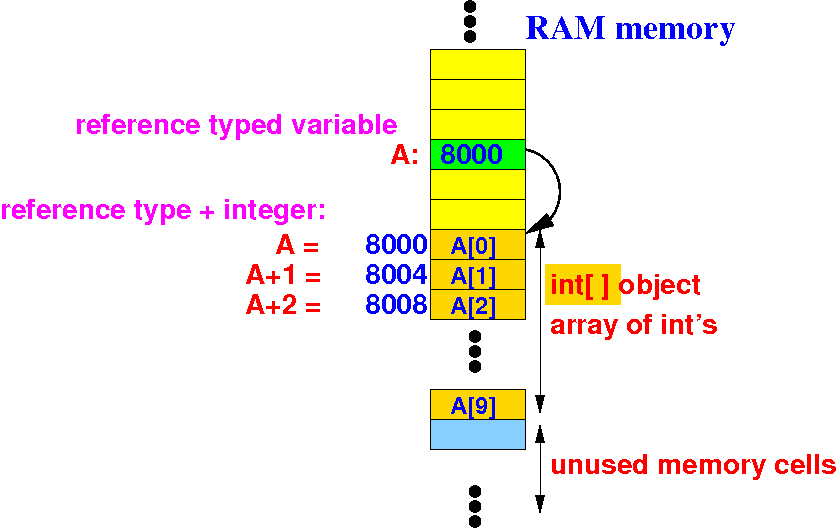 RAM memory
reference typed variable
A: 8000
reference type + integer:
A = 8000 A[0]
A+1 = 8004 A[1]
A+2 = 8008 A[2]
int[ ] object
array of int's
A[9]
unused memory cells